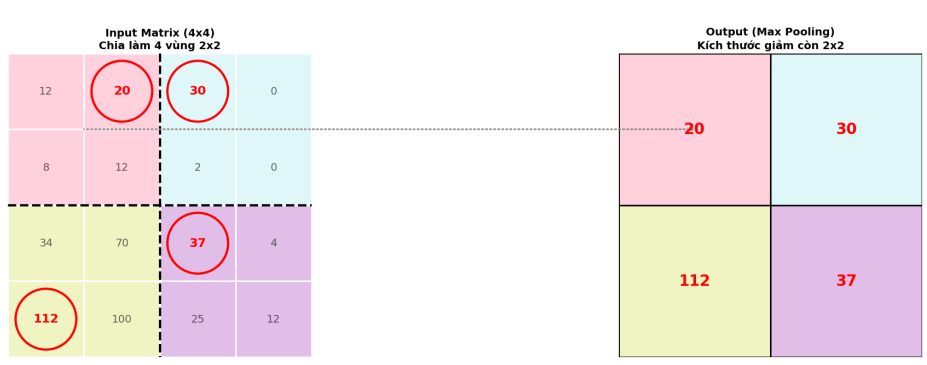 Input Matrix (4x4)
Chia làm 4 vùng 2x2
12 20 30 0
8 12 2 0
34 70 37 4
112 100 25 12
Output (Max Pooling)
Kích thước giảm còn 2x2
20 30
112 37